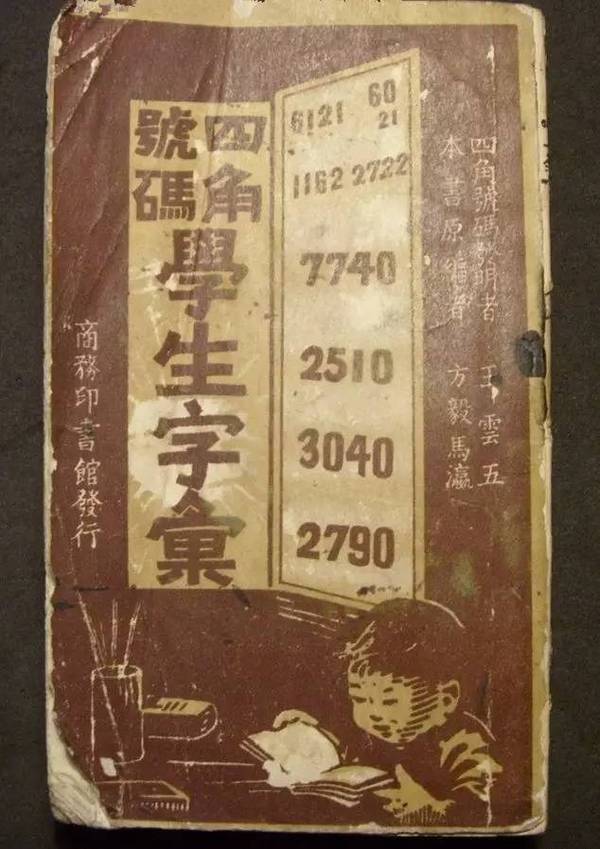 四角號碼發明者 王雲五
本書原編者 方毅馬瀛
6121 6021
1162 2722
7740
2510
3040
2790
四角
號碼
學生字彙
商務印書館發行